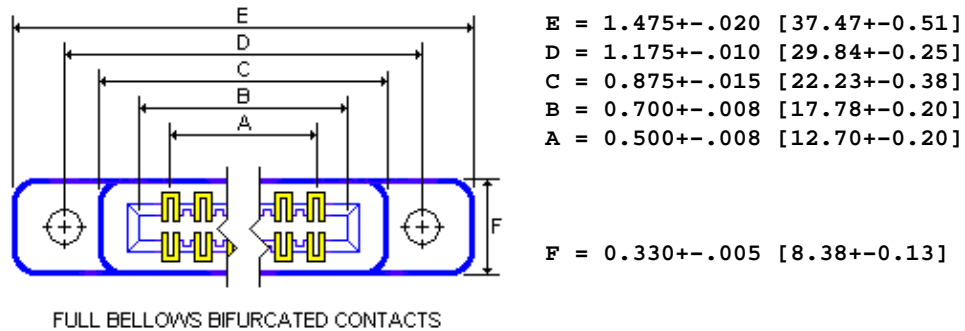 E
D
C
B
A
F
FULL BELLOWS BIFURCATED CONTACTS
E = 1.475+-.020 [37.47+-0.51]
D = 1.175+-.010 [29.84+-0.25]
C = 0.875+-.015 [22.23+-0.38]
B = 0.700+-.008 [17.78+-0.20]
A = 0.500+-.008 [12.70+-0.20]
F = 0.330+-.005 [8.38+-0.13]